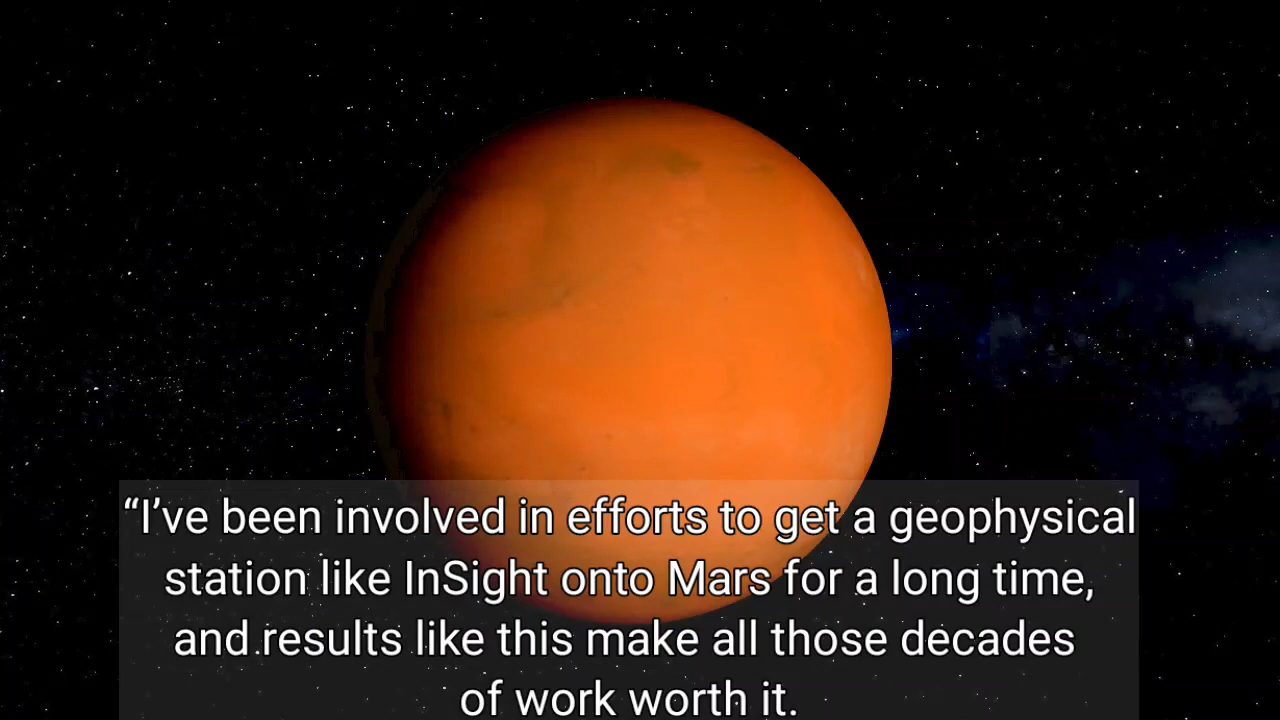 “I’ve been involved in efforts to get a geophysical
station like InSight onto Mars for a long time,
and results like this make all those decades
of work worth it.